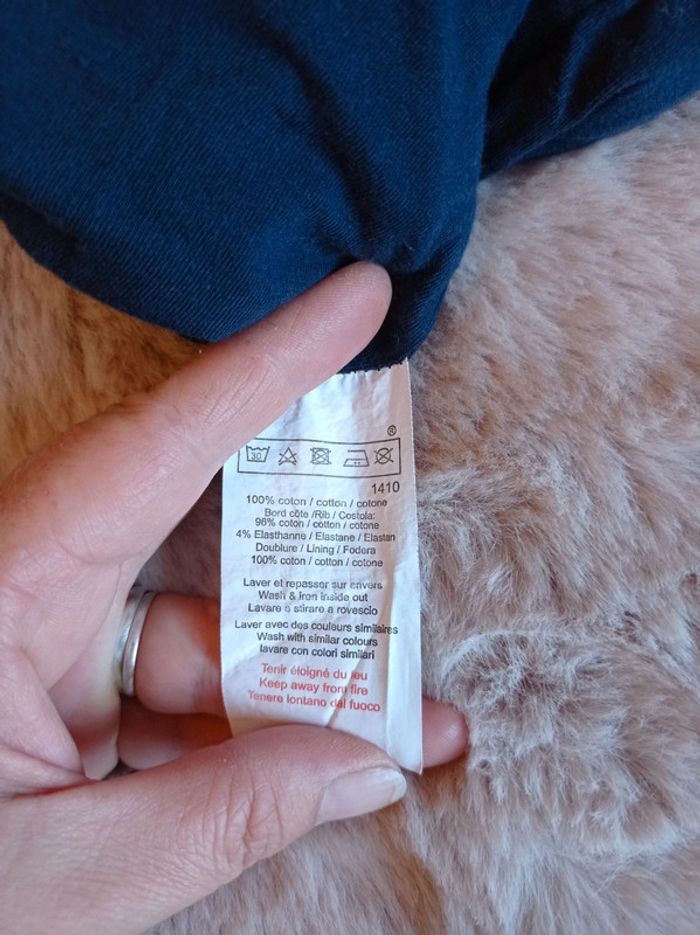 ®
30
1410
100% coton / cotton / cotone
Bord côte /Rib / Costola:
96% coton / cotton / cotone
4% Elasthanne / Elastane / Elastan
Doublure / Lining / Fodera
100% coton / cotton / cotone
Laver et repasser sur envers
Wash & iron inside out
Lavare e stirare a rovescio
Laver avec des couleurs similaires
Wash with similar colours
lavare con colori similari
Tenir éloigné du feu
Keep away from fire
Tenere lontano dal fuoco